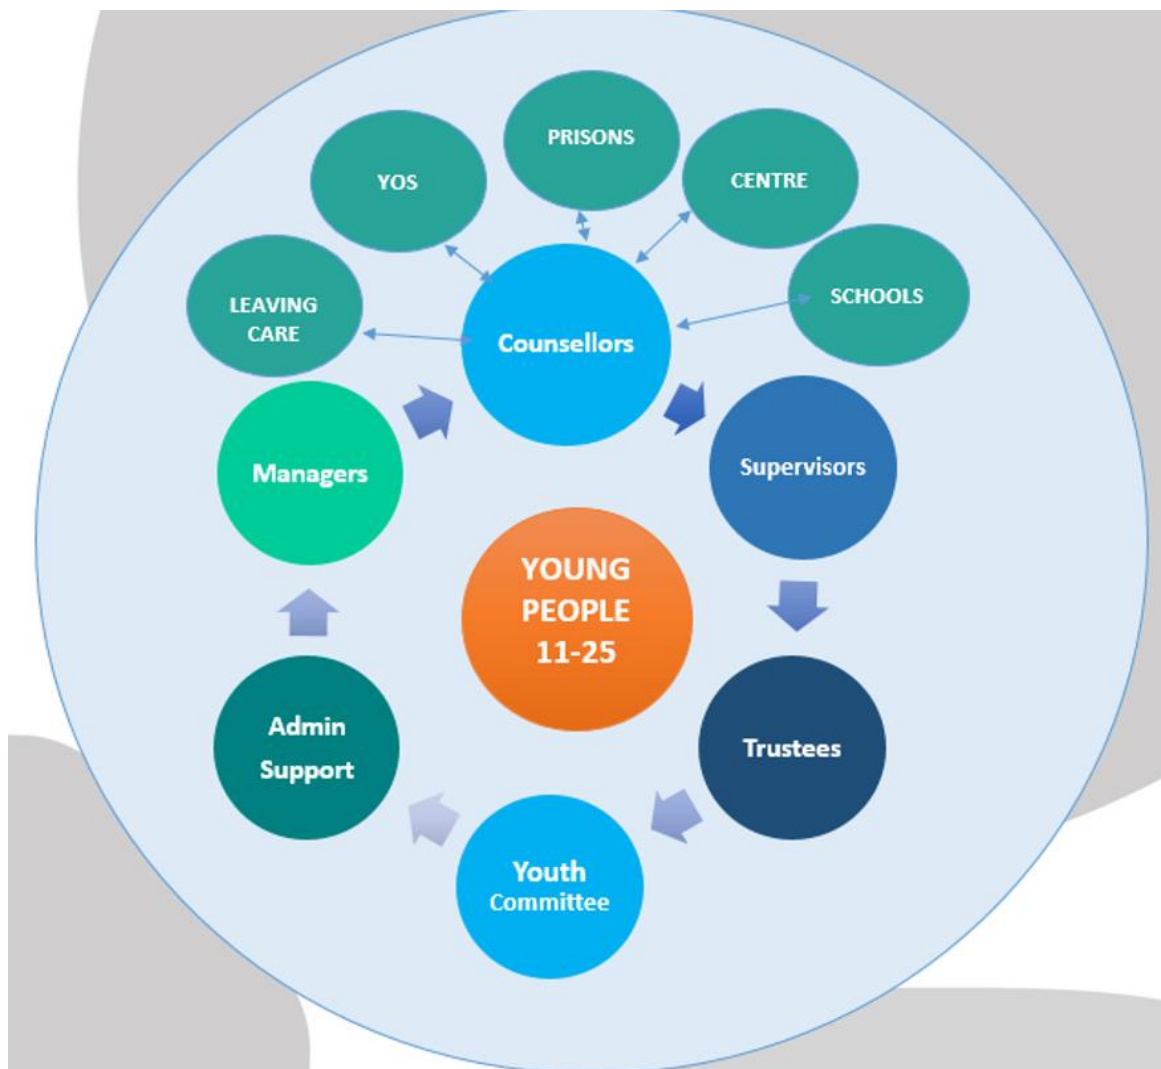 PRISONS
YOS
CENTRE
LEAVING
CARE
SCHOOLS
Counsellors
Managers
Supervisors
YOUNG
PEOPLE
11-25
Admin
Support
Trustees
Youth
Committee